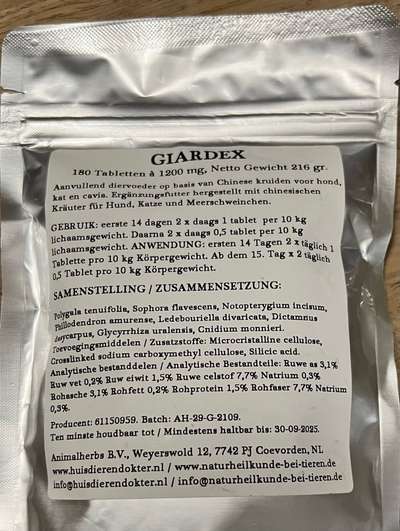 GIARDEX
180 Tabletten à 1200 mg, Netto Gewicht 216 gr.
Aanvullend diervoeder op basis van Chinese kruiden voor hond,
kat en cavia. Ergänzungsfutter hergestellt mit chinesischen
Kräuter für Hund, Katze und Meerschweinchen.
GEBRUIK: eerste 14 dagen 2 x daags 1 tablet per 10 kg
lichaamsgewicht. Daarna 2 x daags 0,5 tablet per 10 kg
lichaamsgewicht. ANWENDUNG: ersten 14 Tagen 2 x täglich 1
Tablette pro 10 kg Körpergewicht. Ab dem 15. Tag x 2 täglich
0,5 Tablet pro 10 kg Körpergewicht.
SAMENSTELLING / ZUSAMMENSETZUNG:
Polygala tenuifolia, Sophora flavescens, Notopterygium incisum,
Philodendron amurense, Ledebouriella divaricata, Dictamnus
dasycarpus, Glycyrrhiza uralensis, Cnidium monnieri.
Toevoegingsmiddelen / Zusatzstoffe: Microcristalline cellulose,
Crosslinked sodium carboxymethyl cellulose, Silicic acid.
Analytische bestanddelen / Analytische Bestandteile: Ruwe as 3,1%
Ruw vet 0,2% Ruw eiwit 1,5% Ruwe celstof 7,7% Natrium 0,3%
Rohasche 3,1% Rohfett 0,2% Rohprotein 1,5% Rohfaser 7,7% Natrium
0,3%.
Producent: 61150959. Batch: AH-29-G-2109.
Ten minste houdbaar tot / Mindestens haltbar bis: 30-09-2025.
Animalherbs B.V., Weyerswold 12, 7742 PJ Coevorden, NL
www.huisdierendokter.nl / www.naturheilkunde-bei-tieren.de
info@huisdierendokter.nl / info@naturheilkunde-bei-tieren.de